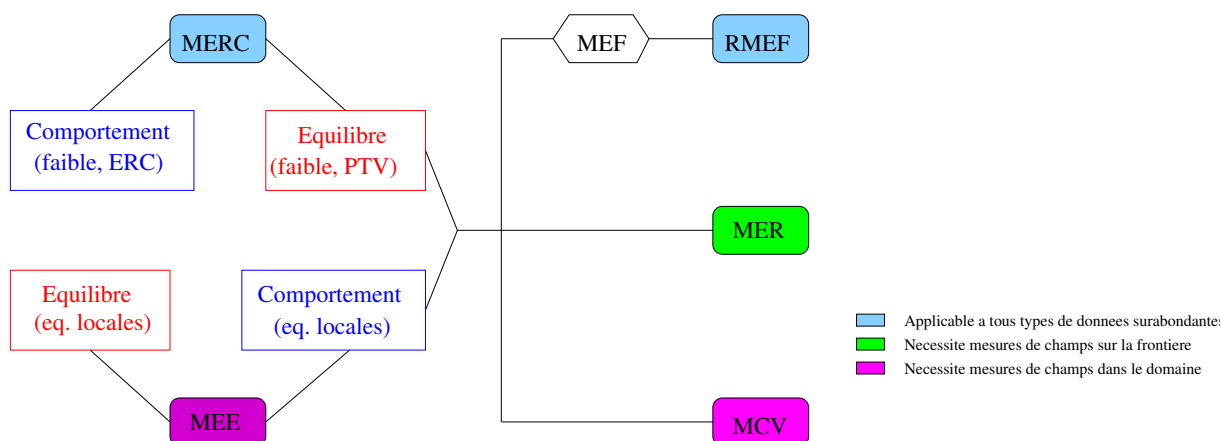 MERC
MEF
RMEF
Comportement
(faible, ERC)
Equilibre
(faible, PTV)
MER
Equilibre
(eq. locales)
Comportement
(eq. locales)
Applicable a tous types de donnees surabondantes
Necessite mesures de champs sur la frontiere
Necessite mesures de champs dans le domaine
MEE
MCV